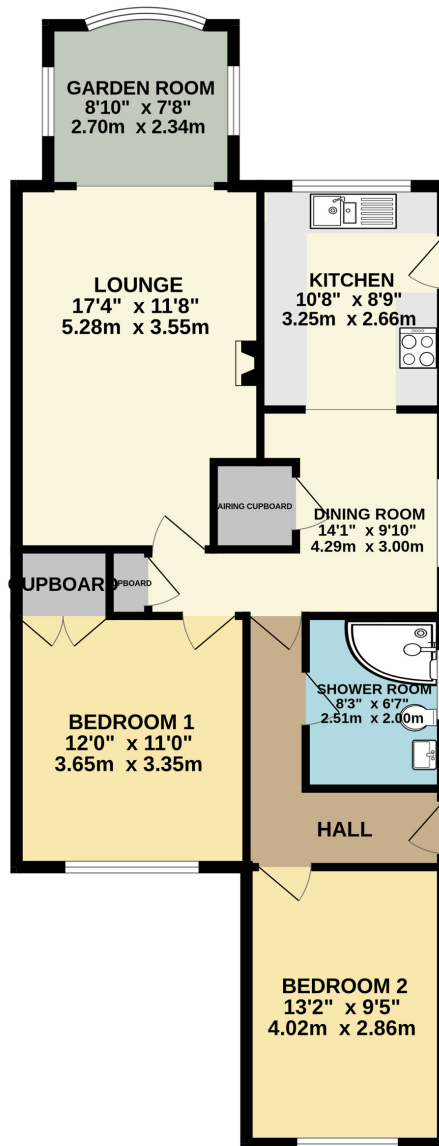 GARDEN ROOM
8'10" x 7'8"
2.70m x 2.34m
LOUNGE
17'4" x 11'8"
5.28m x 3.55m
KITCHEN
10'8" x 8'9"
3.25m x 2.66m
AIRING CUPBOARD
DINING ROOM
14'1" x 9'10"
4.29m x 3.00m
CUPBOARD
PBOARD
SHOWER ROOM
8'3" x 6'7"
2.51m x 2.00m
BEDROOM 1
12'0" x 11'0"
3.65m x 3.35m
HALL
BEDROOM 2
13'2" x 9'5"
4.02m x 2.86m